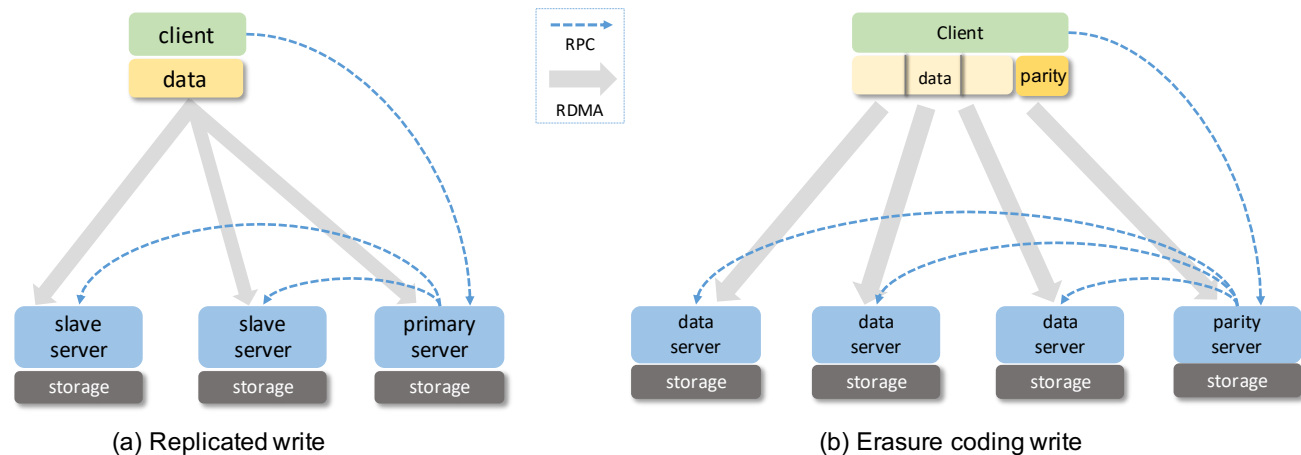 client
data
slave
server
storage
slave
server
storage
primary
server
storage
(a) Replicated write
RPC
RDMA
Client
data
parity
data
server
storage
data
server
storage
data
server
storage
parity
server
storage
(b) Erasure coding write